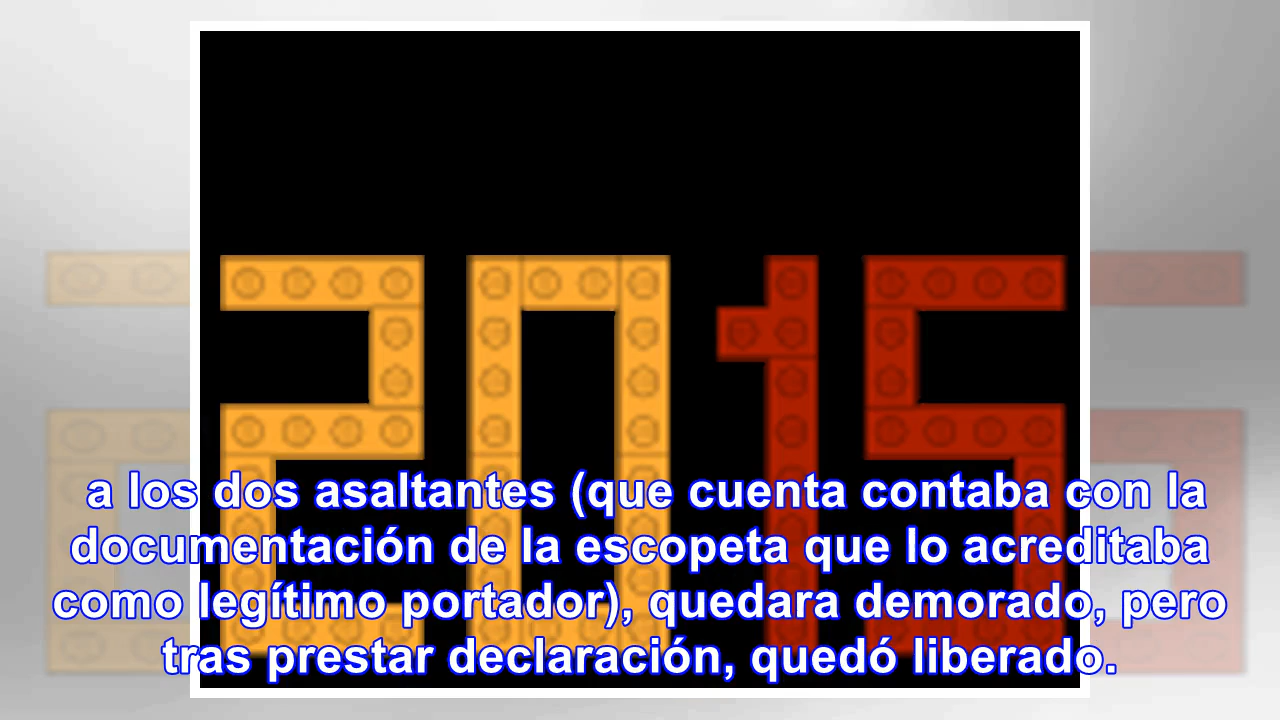 2015
a los dos asaltantes (que cuenta contaba con la
documentación de la escopeta que lo acreditaba
como legítimo portador), quedara demorado, pero
tras prestar declaración, quedó liberado.